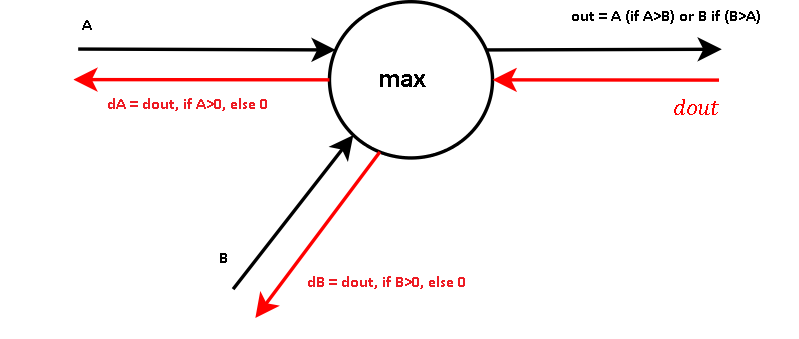 A
out = A (if A>B) or B if (B>A)
max
dA = dout, if A>0, else 0
dout
B
dB = dout, if B>0, else 0